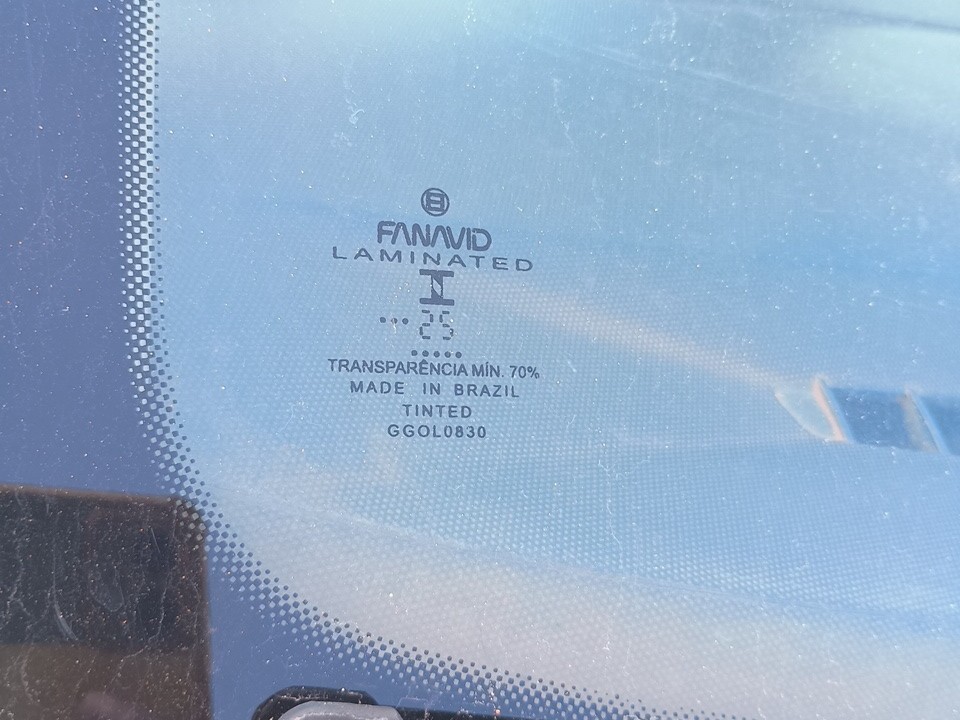 FANAVID
LAMINATED
25
TRANSPARÊNCIA MÍN. 70%
MADE IN BRAZIL
TINTED
GGOL0830